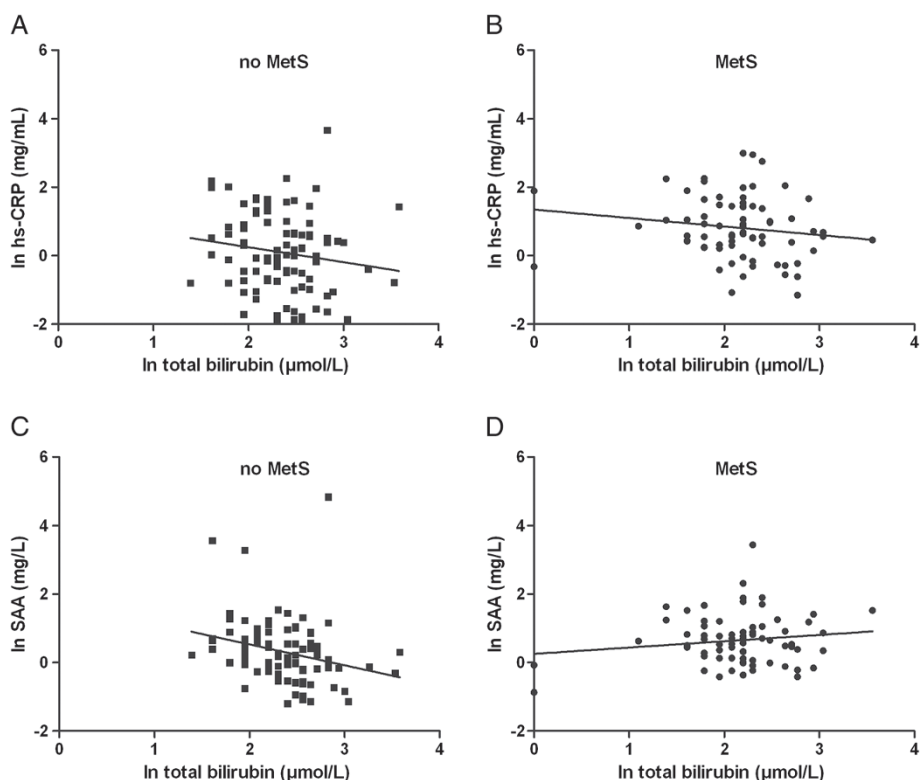 A
no MetS
6
4
2
0
-2
ln hs-CRP (mg/mL)
0 1 2 3 4
ln total bilirubin (µmol/L)
B
MetS
6
4
2
0
-2
ln hs-CRP (mg/mL)
0 1 2 3 4
ln total bilirubin (µmol/L)
C
no MetS
6
4
2
0
-2
ln SAA (mg/L)
0 1 2 3 4
ln total bilirubin (µmol/L)
D
MetS
6
4
2
0
-2
ln SAA (mg/L)
0 1 2 3 4
ln total bilirubin (µmol/L)